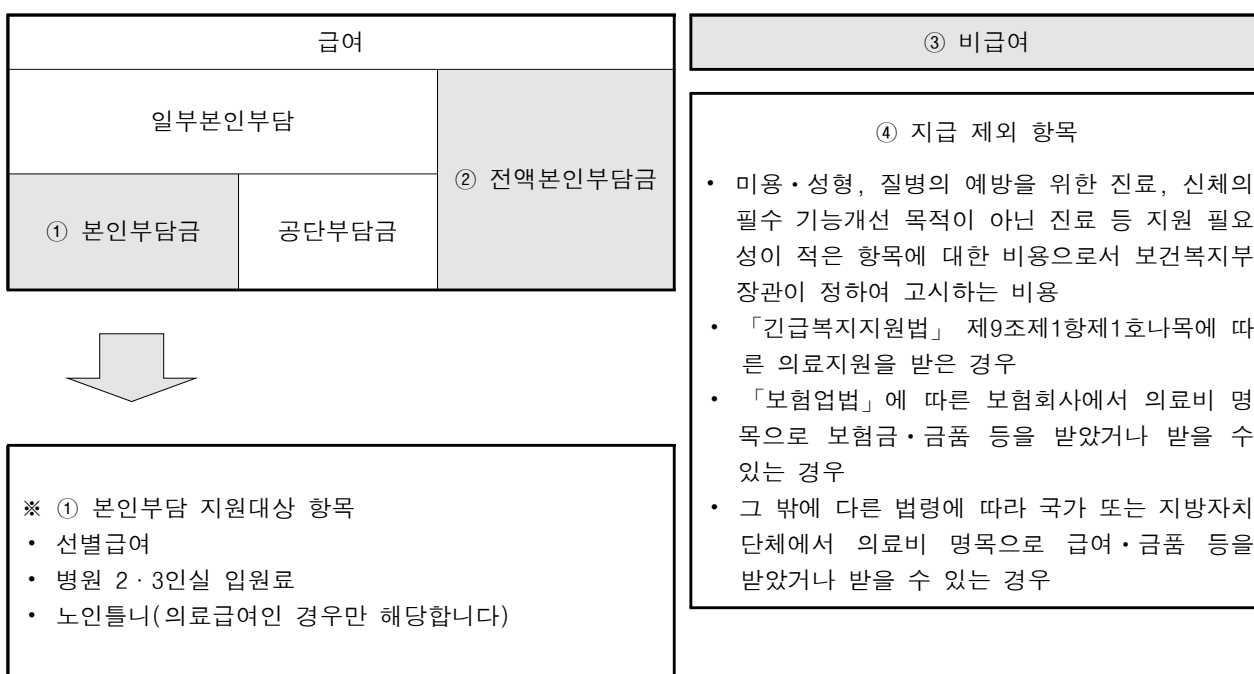 급여
일부본인부담
② 전액본인부담금
① 본인부담금
공단부담금
※ ① 본인부담 지원대상 항목
• 선별급여
• 병원 2ㆍ3인실 입원료
• 노인틀니(의료급여인 경우만 해당합니다)
③ 비급여
④ 지급 제외 항목
• 미용ㆍ성형, 질병의 예방을 위한 진료, 신체의
필수 기능개선 목적이 아닌 진료 등 지원 필요
성이 적은 항목에 대한 비용으로서 보건복지부
장관이 정하여 고시하는 비용
• 「긴급복지지원법」 제9조제1항제1호나목에 따
른 의료지원을 받은 경우
• 「보험업법」에 따른 보험회사에서 의료비 명
목으로 보험금ㆍ금품 등을 받았거나 받을 수
있는 경우
• 그 밖에 다른 법령에 따라 국가 또는 지방자치
단체에서 의료비 명목으로 급여ㆍ금품 등을
받았거나 받을 수 있는 경우